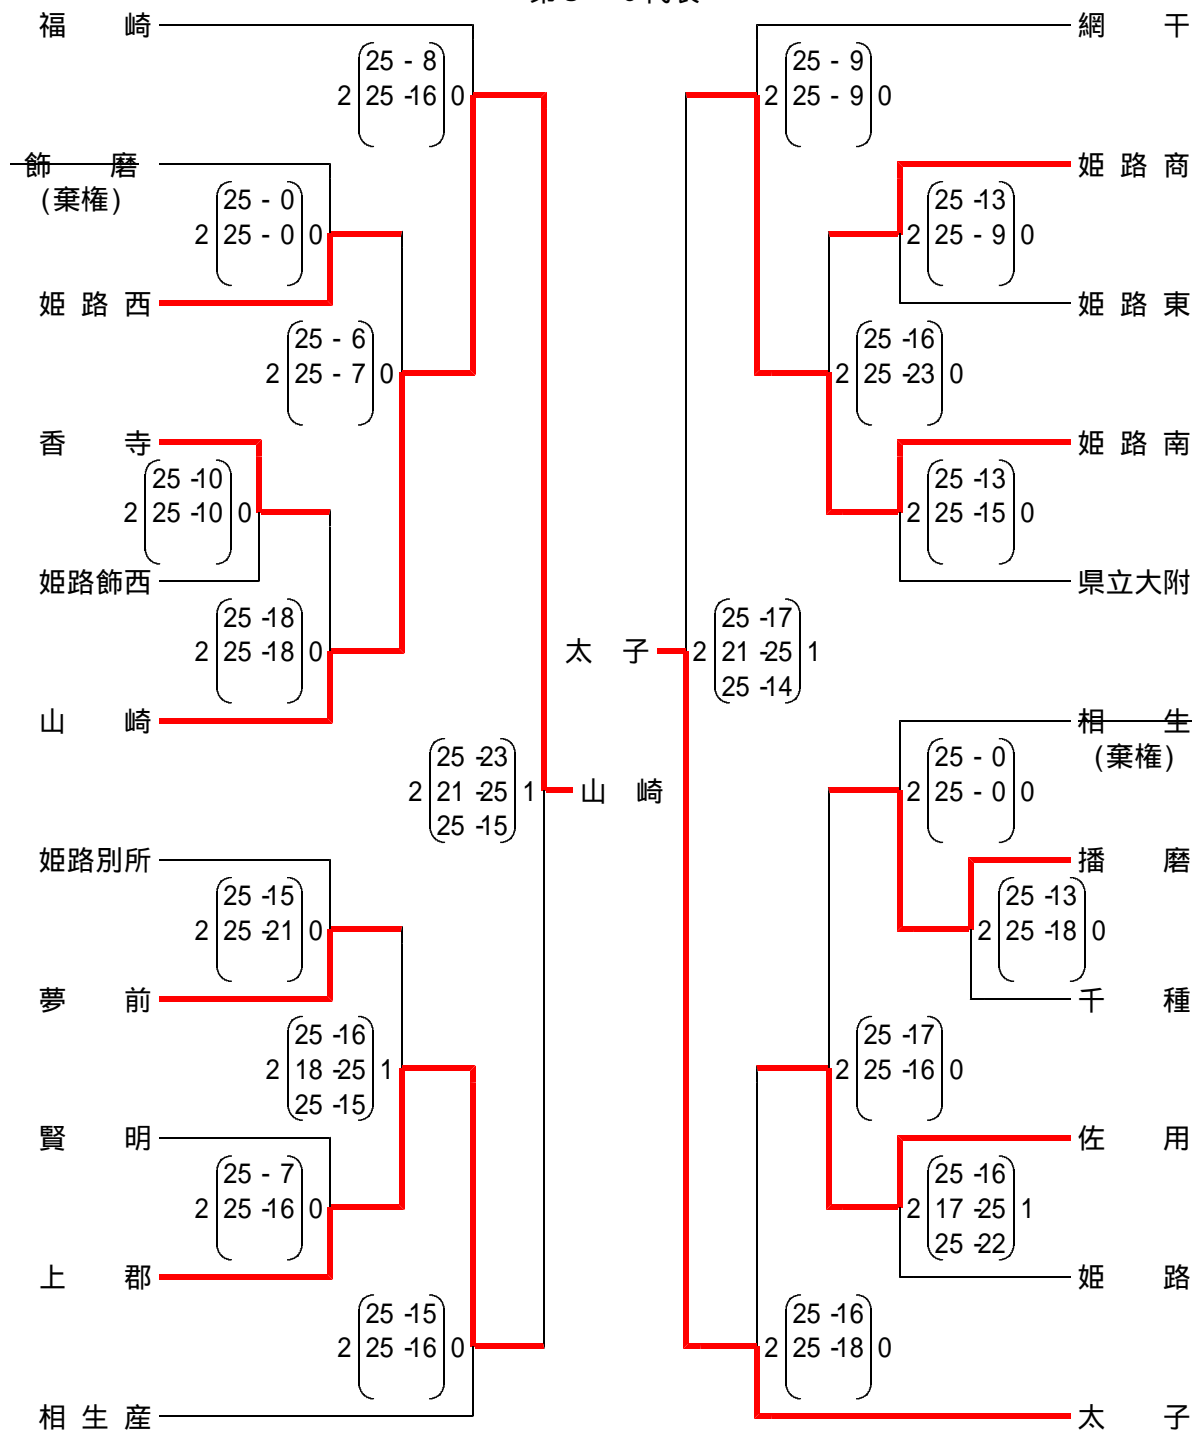 福 崎
25 - 8
2 25 -16 0
飾 磨
(棄権)
25 - 0
2 25 - 0 0
姫 路 西
25 - 6
2 25 - 7 0
香 寺
25 -10
2 25 -10 0
姫路飾西
25 -18
2 25 -18 0
山 崎
25 -23
2 21 -25 1
25 -15
山 崎
姫路別所
25 -15
2 25 -21 0
夢 前
25 -16
2 18 -25 1
25 -15
賢 明
25 - 7
2 25 -16 0
上 郡
25 -15
2 25 -16 0
相 生 産
網 干
25 - 9
2 25 - 9 0
姫 路 商
25 -13
2 25 - 9 0
姫 路 東
25 -16
2 25 -23 0
姫 路 南
25 -13
2 25 -15 0
県立大附
太 子
25 -17
2 21 -25 1
25 -14
相 生
(棄権)
25 - 0
2 25 - 0 0
播 磨
25 -13
2 25 -18 0
千 種
25 -17
2 25 -16 0
佐 用
25 -16
2 17 -25 1
25 -22
姫 路
25 -16
2 25 -18 0
太 子